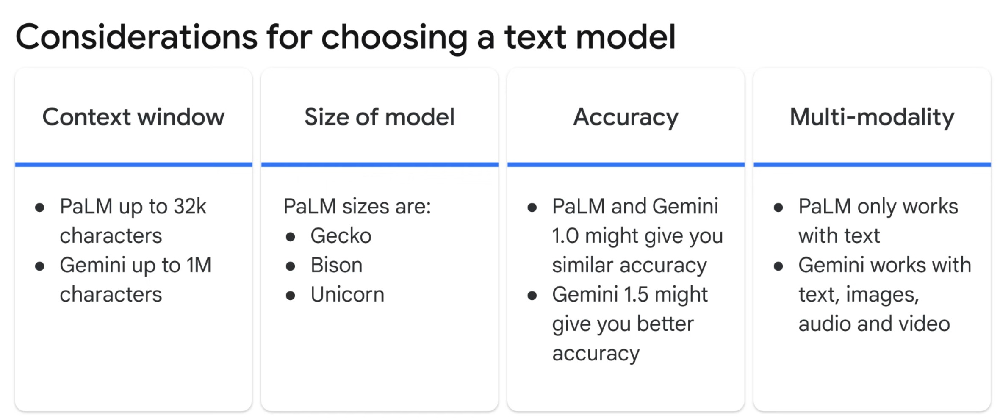 Considerations for choosing a text model
Context window
● PaLM up to 32k
characters
● Gemini up to 1M
characters
Size of model
PaLM sizes are:
● Gecko
● Bison
● Unicorn
Accuracy
● PaLM and Gemini
1.0 might give you
similar accuracy
● Gemini 1.5 might
give you better
accuracy
Multi-modality
● PaLM only works
with text
● Gemini works with
text, images,
audio and video